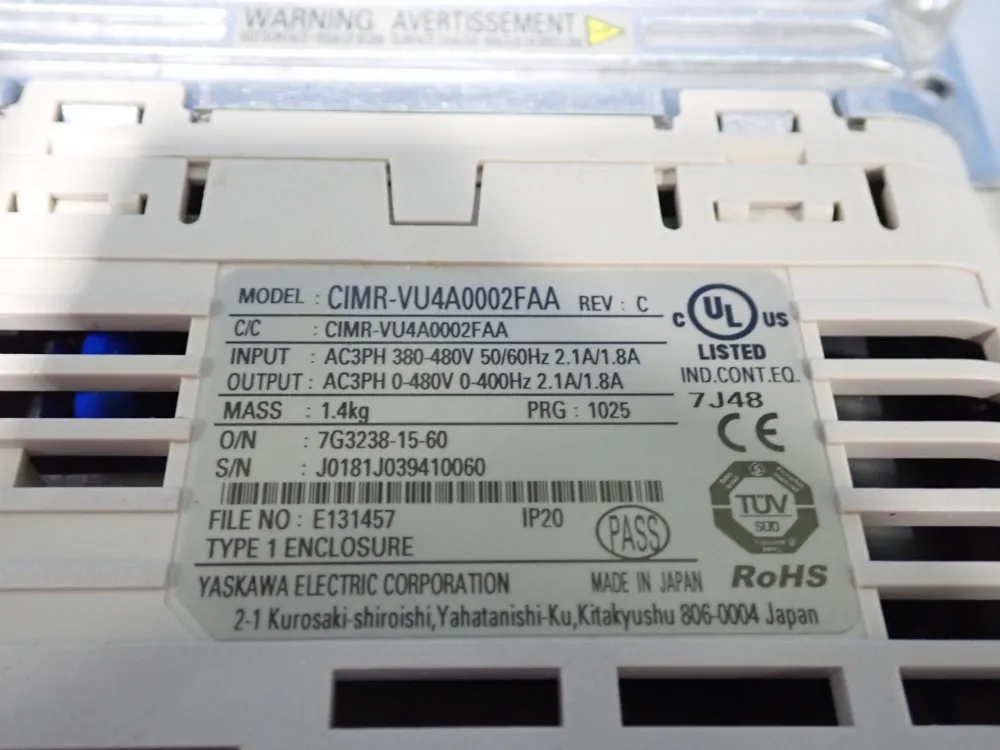 WARNING AVERTISSEMENT
MODEL : CIMR-VU4A0002FAA REV : C
C/C : CIMR-VU4A0002FAA
INPUT : AC3PH 380-480V 50/60Hz 2.1A/1.8A
OUTPUT : AC3PH 0-480V 0-400Hz 2.1A/1.8A
MASS : 1.4kg PRG : 1025
O/N : 7G3238-15-60
S/N : J0181J039410060
FILE NO : E131457 IP20
TYPE 1 ENCLOSURE
PASS
YASKAWA ELECTRIC CORPORATION MADE IN JAPAN
2-1 Kurosaki-shiroishi,Yahatanishi-Ku,Kitakyushu 806-0004 Japan
C UL US
LISTED
IND.CONT.EQ.
7J48
CE
TÜV
SÜD
RoHS